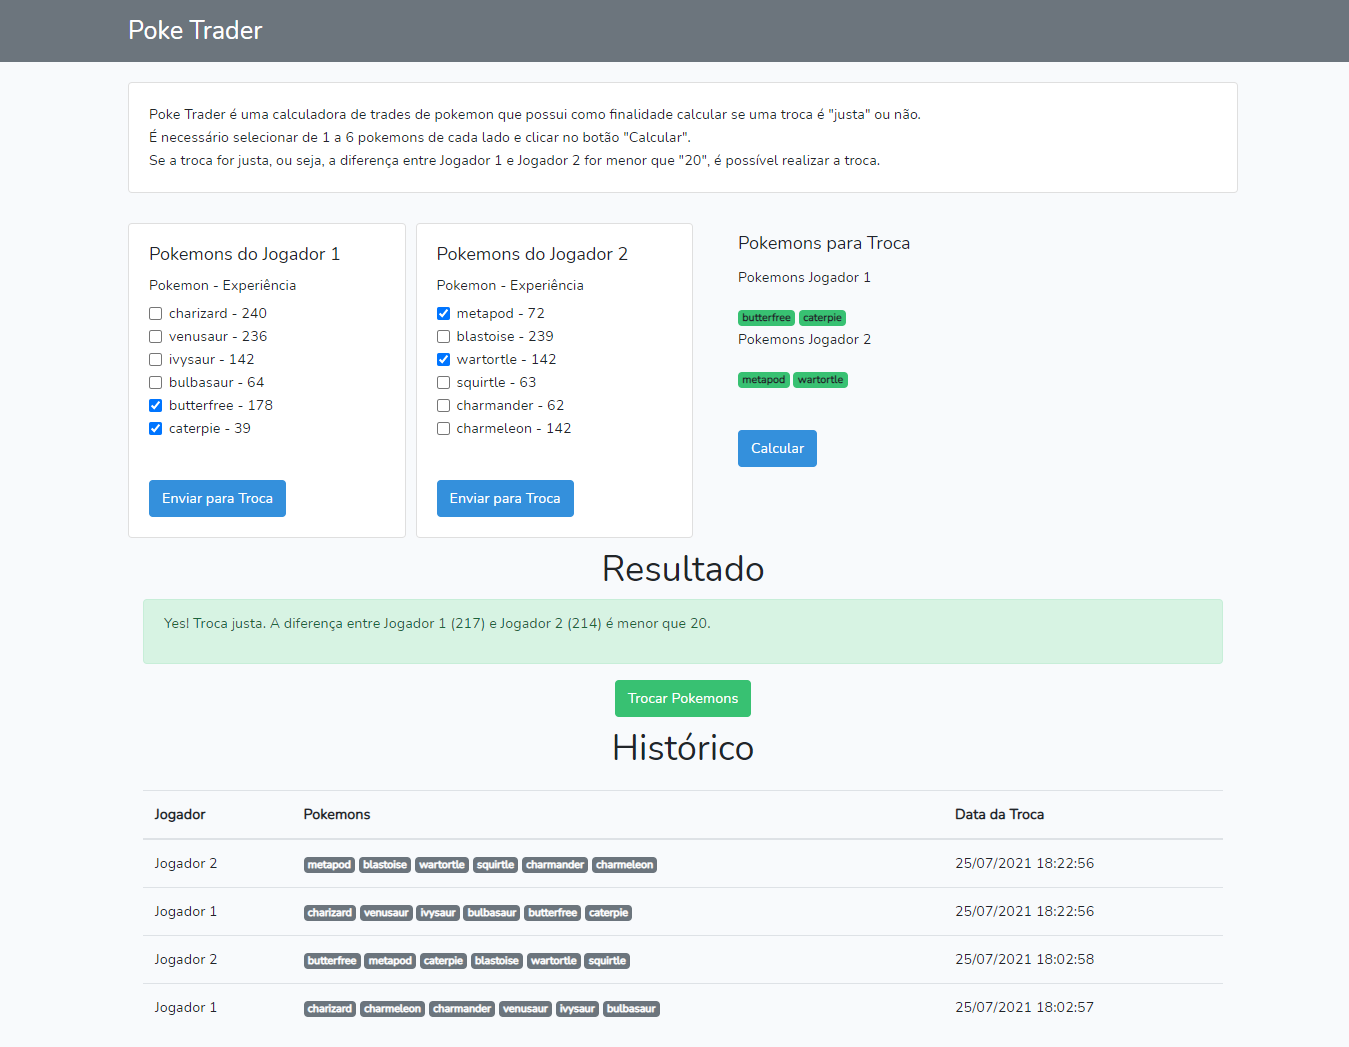 Poke Trader
Poke Trader é uma calculadora de trades de pokemon que possui como finalidade calcular se uma troca é "justa" ou não.
É necessário selecionar de 1 a 6 pokemons de cada lado e clicar no botão "Calcular".
Se a troca for justa, ou seja, a diferença entre Jogador 1 e Jogador 2 for menor que "20", é possível realizar a troca.
Pokemons do Jogador 1
Pokemon - Experiência
charizard - 240
venusaur - 236
ivysaur - 142
bulbasaur - 64
butterfree - 178
caterpie - 39
Enviar para Troca
Pokemons do Jogador 2
Pokemon - Experiência
metapod - 72
blastoise - 239
wartortle - 142
squirtle - 63
charmander - 62
charmeleon - 142
Enviar para Troca
Pokemons para Troca
Pokemons Jogador 1
butterfree caterpie
Pokemons Jogador 2
metapod wartortle
Calcular
Resultado
Yes! Troca justa. A diferença entre Jogador 1 (217) e Jogador 2 (214) é menor que 20.
Trocar Pokemons
Histórico
Jogador Pokemons Data da Troca
Jogador 2 metapod blastoise wartortle squirtle charmander charmeleon 25/07/2021 18:22:56
Jogador 1 charizard venusaur ivysaur bulbasaur butterfree caterpie 25/07/2021 18:22:56
Jogador 2 butterfree metapod caterpie blastoise wartortle squirtle 25/07/2021 18:02:58
Jogador 1 charizard charmeleon charmander venusaur ivysaur bulbasaur 25/07/2021 18:02:57